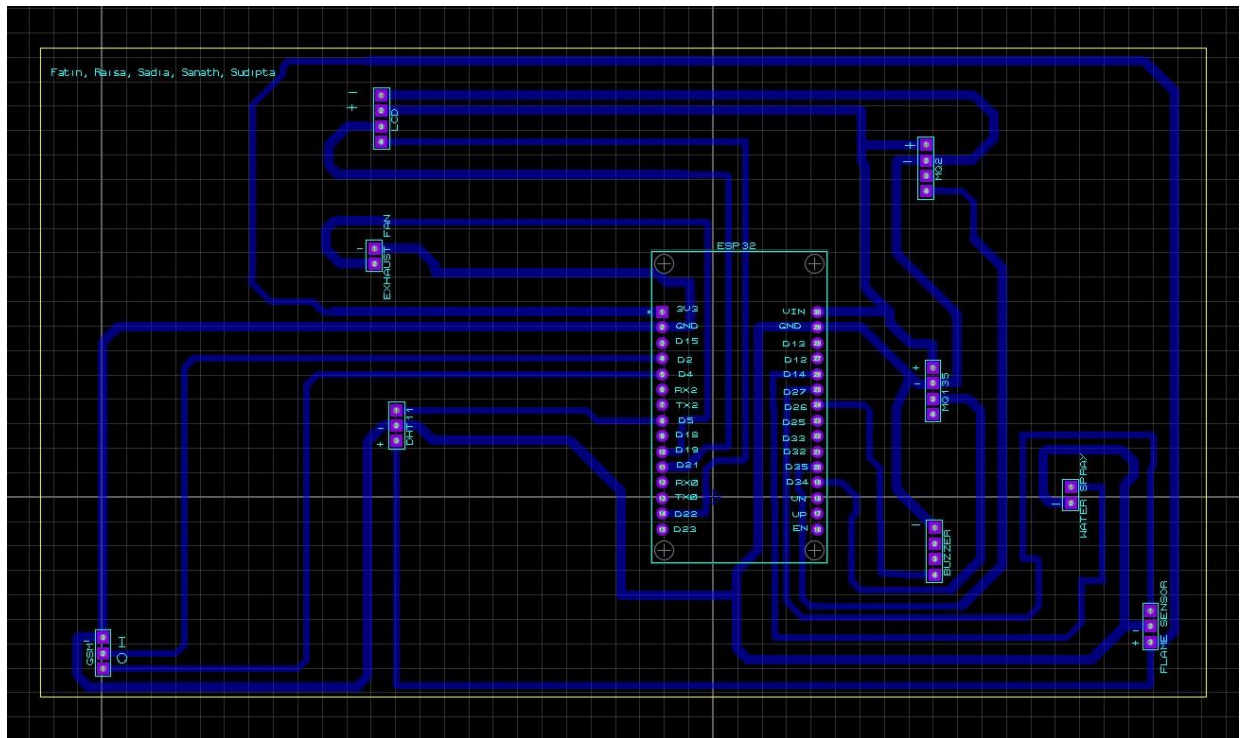 Fatin, Raisa, Sadia, Sanath, Sudipta
LCD
MQ2
EXHAUST FAN
ESP32
3V3
GND
D15
D2
D4
RX2
TX2
D5
D18
D19
D21
RX0
TX0
D22
D23
VIN
GND
D13
D12
D14
D27
D26
D25
D33
D32
D35
D34
VN
VP
EN
MQ135
DHT11
WATER SPRAY
BUZZER
FLAME SENSOR
GSM
I
O